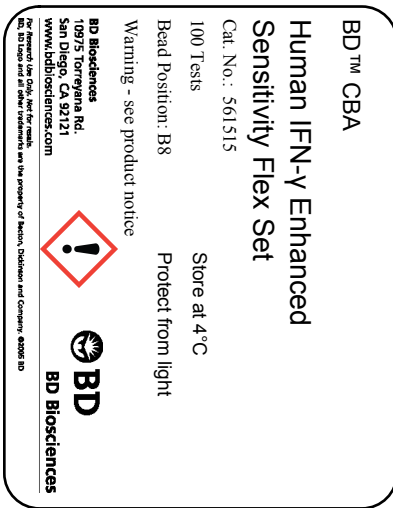 BD™ CBA
Human IFN-γ Enhanced
Sensitivity Flex Set
Cat. No.: 561515
100 Tests Store at 4°C
Bead Position: B8 Protect from light
Warning - see product notice
BD Biosciences
10975 Torreyana Rd.
San Diego, CA 92121
www.bdbiosciences.com
BD
BD Biosciences
For Research Use Only. Not for resale.
BD, BD Logo and all other trademarks are the property of Becton, Dickinson and Company. ©2005 BD